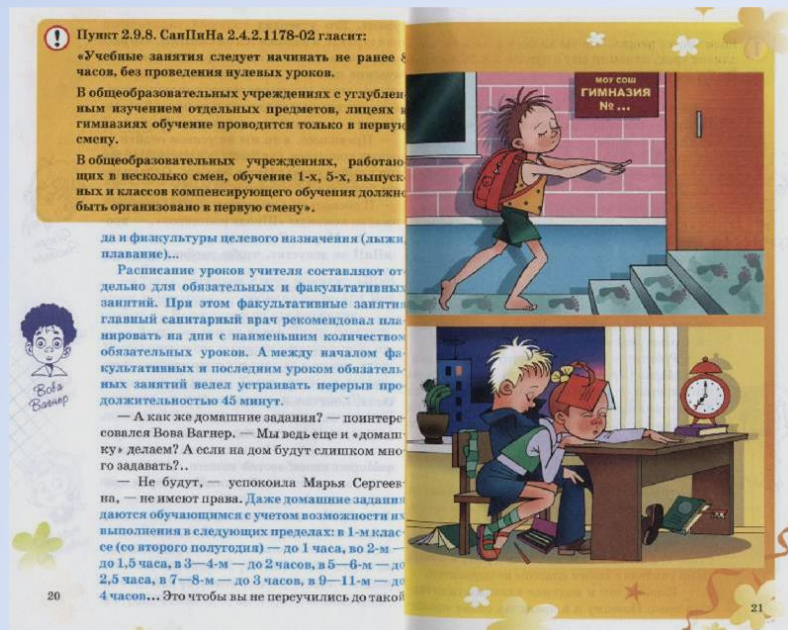 Пункт 2.9.8. СанПиНа 2.4.2.1178-02 гласит:
«Учебные занятия следует начинать не ранее 8
часов, без проведения нулевых уроков.
В общеобразовательных учреждениях с углублен-
ным изучением отдельных предметов, лицеях и
гимназиях обучение проводится только в первую
смену.
В общеобразовательных учреждениях, работаю-
щих в несколько смен, обучение 1-х, 5-х, выпуск-
ных и классов компенсирующего обучения должно
быть организовано в первую смену».
да и физкультуры целевого назначения (лыжи,
плавание)...
Расписание уроков учителя составляют от-
дельно для обязательных и факультативных
занятий. При этом факультативные занятия
главный санитарный врач рекомендовал пла-
нировать на дни с наименьшим количеством
обязательных уроков. А между началом фа-
культативных и последним уроком обязатель-
ных занятий велел устраивать перерыв про-
должительностью 45 минут.
— А как же домашние задания? — поинтере-
совался Вова Вагнер. — Мы ведь еще и «домаш-
ку» делаем? А если на дом будут слишком мно-
го задавать?..
— Не будут, — успокоила Марья Сергеев-
на, — не имеют права. Даже домашние задания
даются обучающимся с учетом возможности их
выполнения в следующих пределах: в 1-м клас-
се (со второго полугодия) — до 1 часа, во 2-м —
до 1,5 часа, в 3—4-м — до 2 часов, в 5—6-м — до
2,5 часа, в 7—8-м — до 3 часов, в 9—11-м — до
4 часов... Это чтобы вы не переучились до такой
Вова
Вагнер
20
МОУ СОШ
ГИМНАЗИЯ
№ ...
21